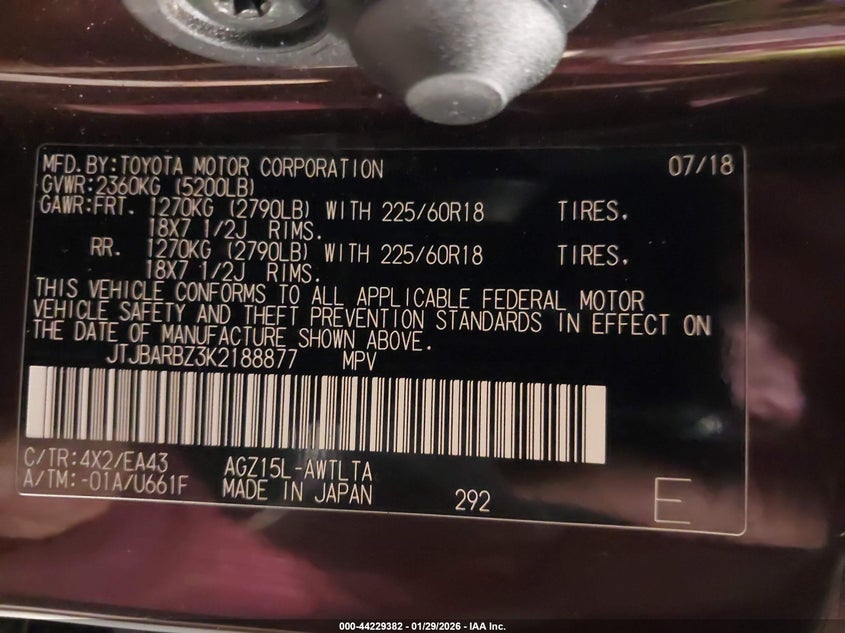 MFD.BY:TOYOTA MOTOR CORPORATION 07/18
GVWR:2360KG (5200LB)
GAWR:FRT. 1270KG (2790LB) WITH 225/60R18 TIRES.
18X7 1/2J RIMS.
RR. 1270KG (2790LB) WITH 225/60R18 TIRES.
18X7 1/2J RIMS.
THIS VEHICLE CONFORMS TO ALL APPLICABLE FEDERAL MOTOR
VEHICLE SAFETY AND THEFT PREVENTION STANDARDS IN EFFECT ON
THE DATE OF MANUFACTURE SHOWN ABOVE.
JTJBARBZ3K2188877 MPV
C/TR:4X2/EA43 AGZ15L-AWTLTA
A/TM:-01A/U661F MADE IN JAPAN 292 E
000-44229382 - 01/29/2026 - IAA Inc.